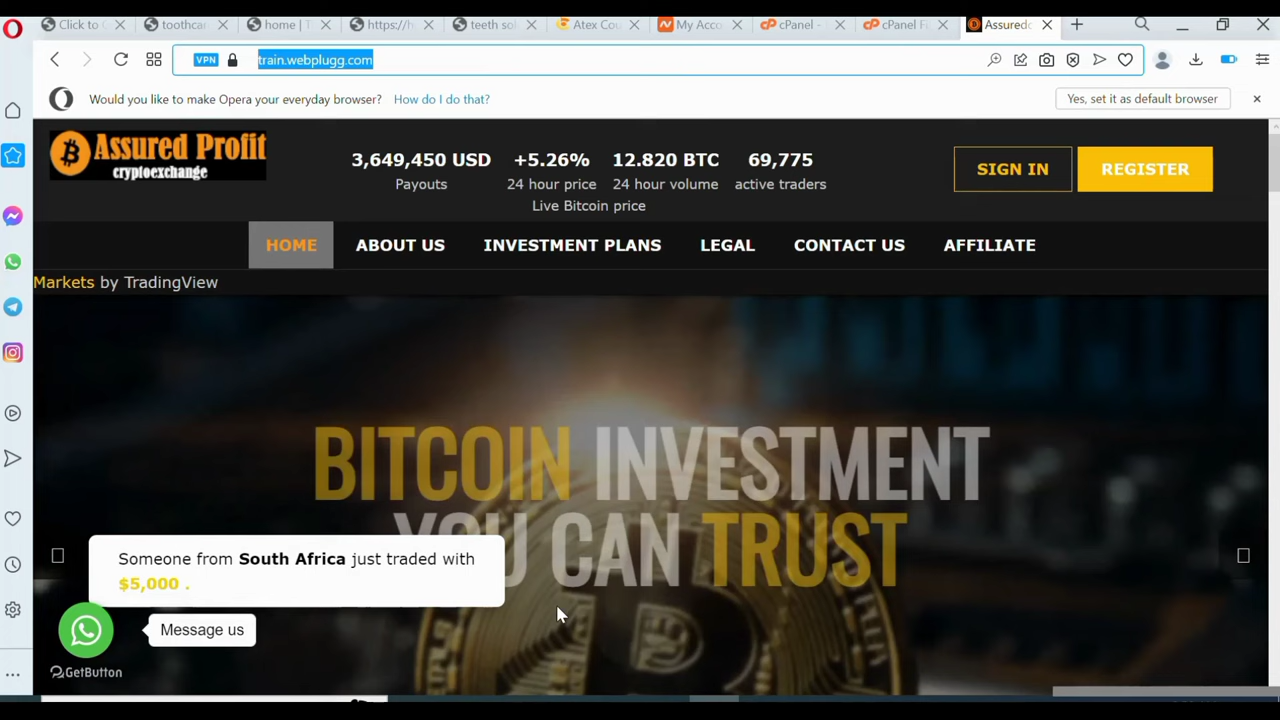 Click to
toothcar
home | T
https://h
teeth sol
Atex Cou
My Acco
cPanel -
cPanel Fi
Assured
VPN
train.webplugg.com
Would you like to make Opera your everyday browser? How do I do that?
Yes, set it as default browser
Assured Profit
cryptoexchange
3,649,450 USD +5.26% 12.820 BTC 69,775
Payouts 24 hour price 24 hour volume active traders
Live Bitcoin price
SIGN IN REGISTER
HOME ABOUT US INVESTMENT PLANS LEGAL CONTACT US AFFILIATE
Markets by TradingView
BITCOIN INVESTMENT
YOU CAN TRUST
Someone from South Africa just traded with
$5,000 .
Message us
GetButton